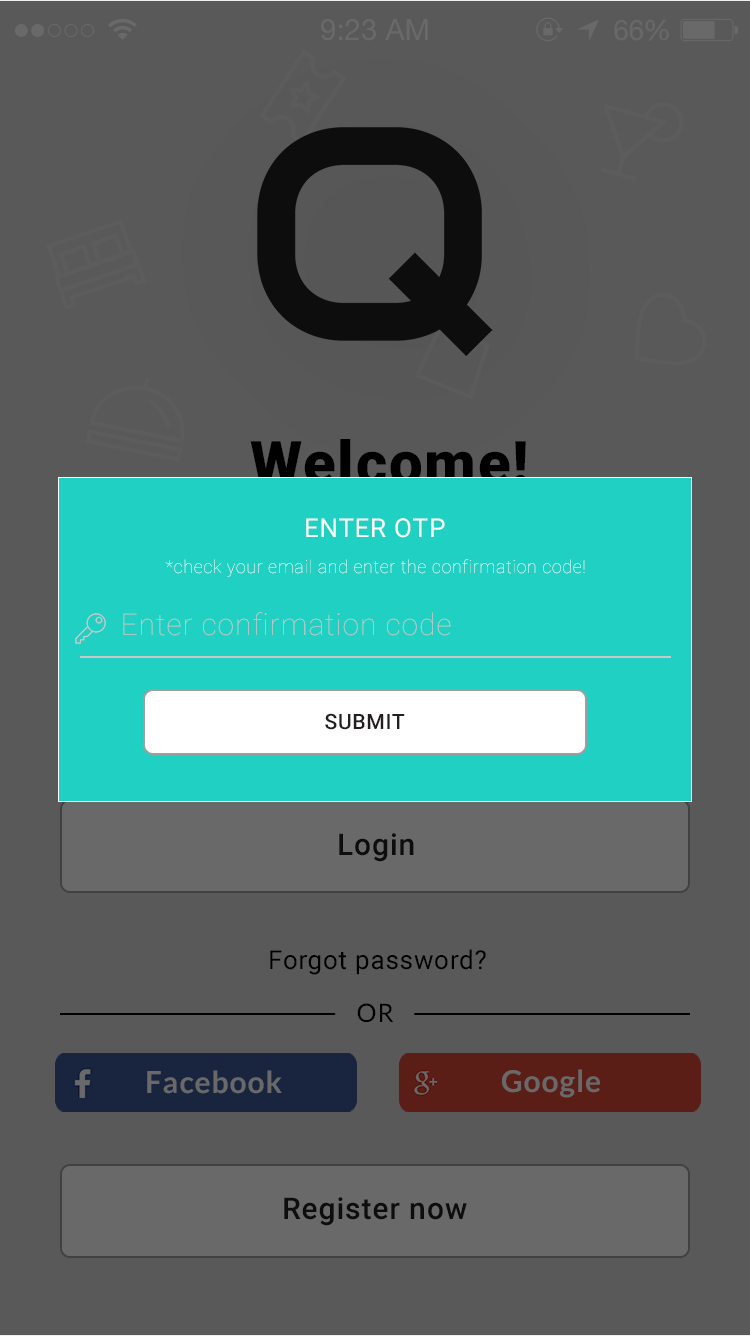 9:23 AM
66%
Q
Welcome!
ENTER OTP
*check your email and enter the confirmation code!
Enter confirmation code
SUBMIT
Login
Forgot password?
OR
f
Facebook
g+
Google
Register now